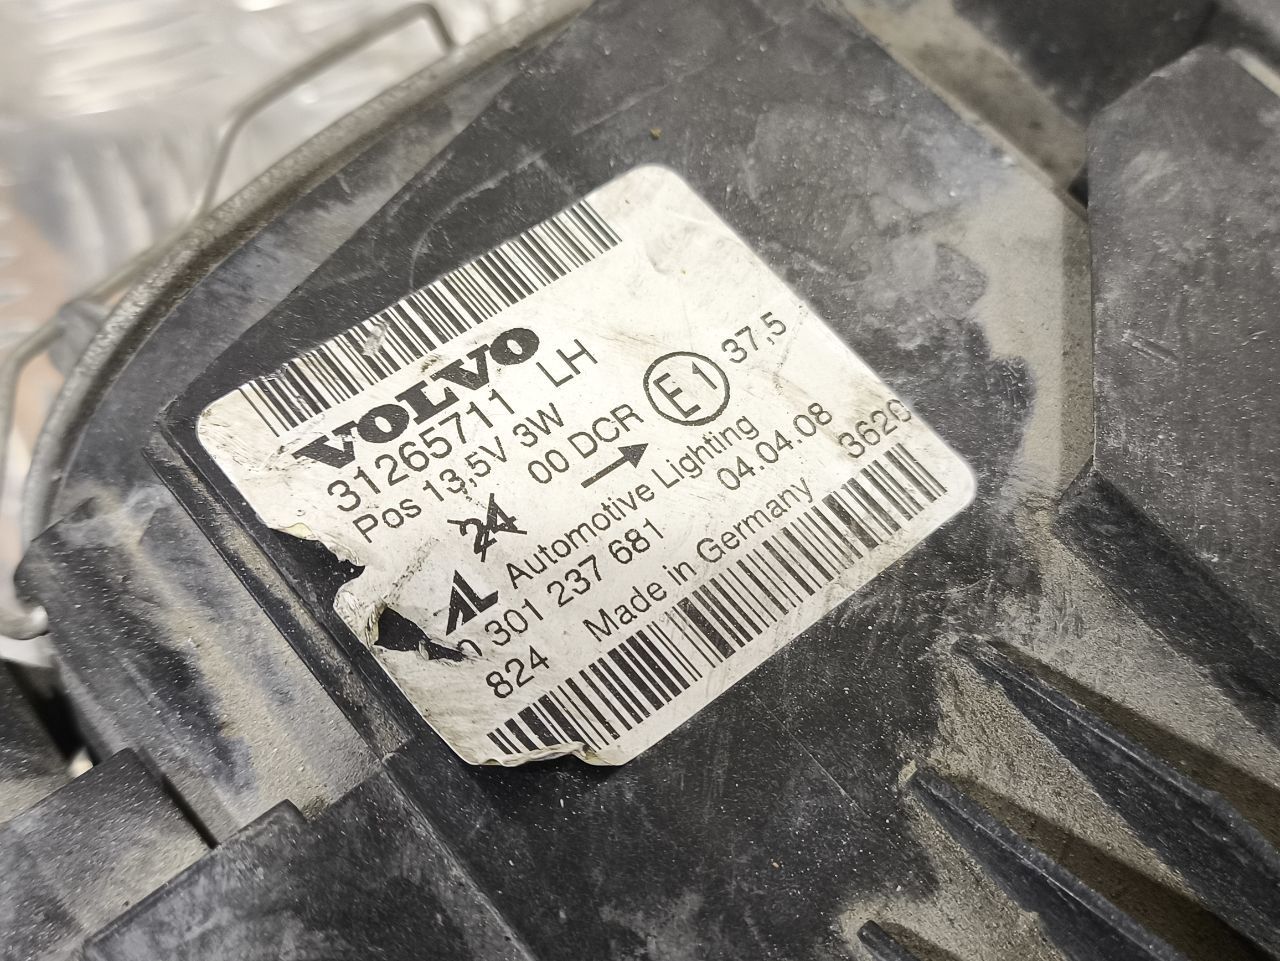 VOLVO
31265711 LH
Pos 13,5V 3W
00 DCR E1 37,5
24
AL Automotive Lighting
301 237 681 04.04.08
824 Made in Germany 3620